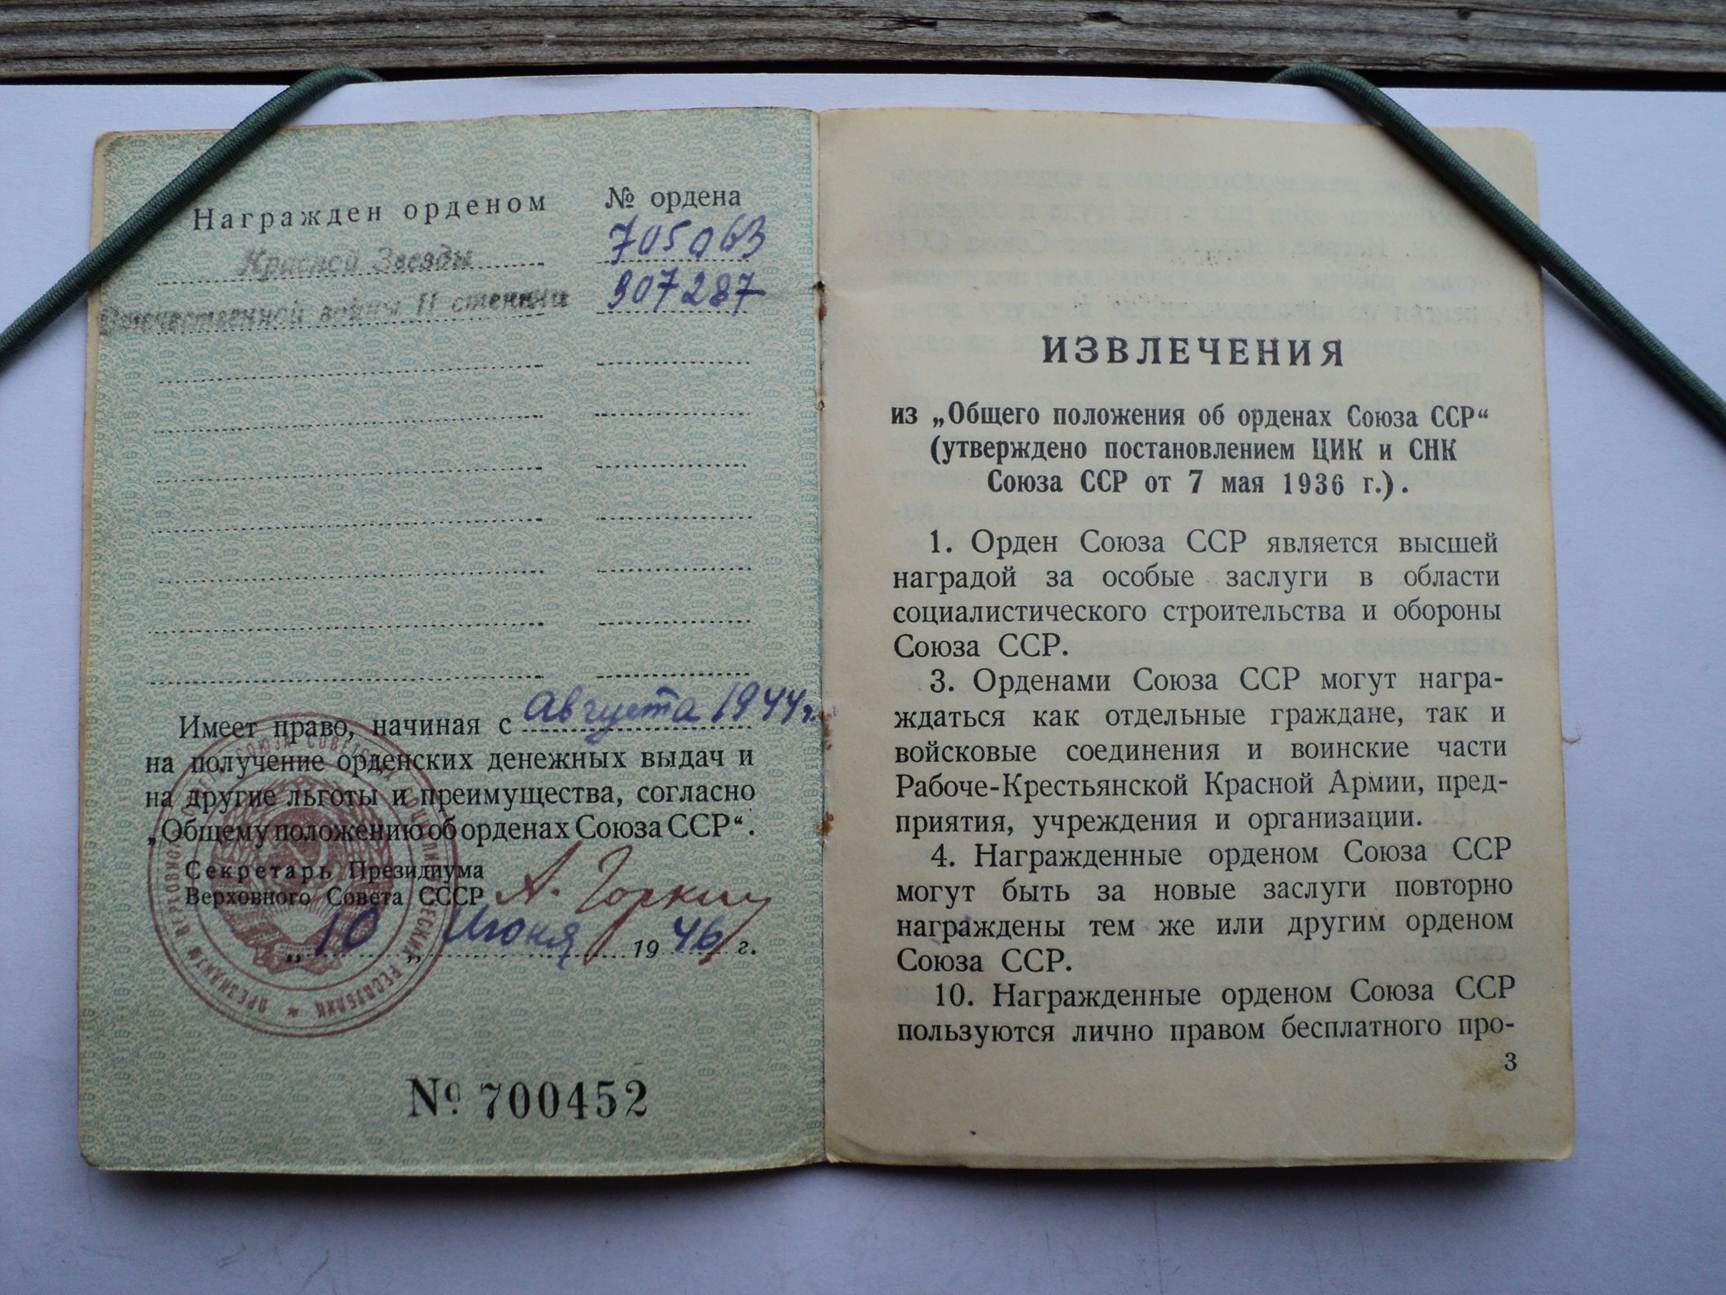 Награжден орденом № ордена
Красной Звезды 705063
Отечественной войны II степени 907287
Имеет право, начиная с августа 1944 г.
на получение орденских денежных выдач и
на другие льготы и преимущества, согласно
„Общему положению об орденах Союза ССР“.
Секретарь Президиума
Верховного Совета СССР А. Горкин
„10„ Июня 1946 г.
№ 700452
ИЗВЛЕЧЕНИЯ
из „Общего положения об орденах Союза ССР“
(утверждено постановлением ЦИК и СНК
Союза ССР от 7 мая 1936 г.).
1. Орден Союза ССР является высшей
наградой за особые заслуги в области
социалистического строительства и обороны
Союза ССР.
3. Орденами Союза ССР могут награ-
ждаться как отдельные граждане, так и
войсковые соединения и воинские части
Рабоче-Крестьянской Красной Армии, пред-
приятия, учреждения и организации.
4. Награжденные орденом Союза ССР
могут быть за новые заслуги повторно
награждены тем же или другим орденом
Союза ССР.
10. Награжденные орденом Союза ССР
пользуются лично правом бесплатного про-
3